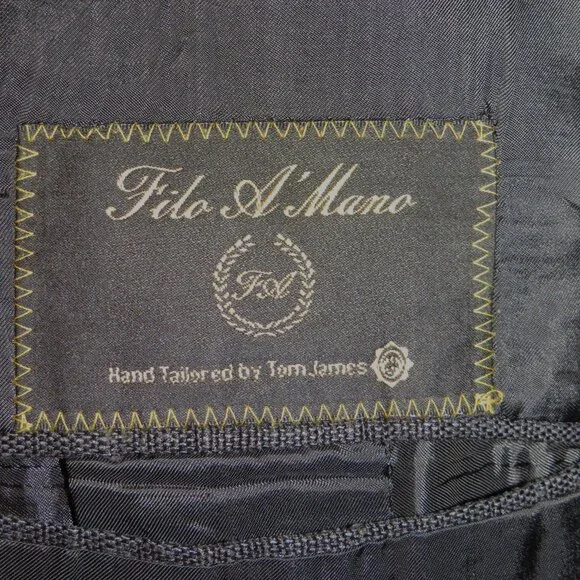 Filo A'Mano
FA
Hand Tailored by Tom James